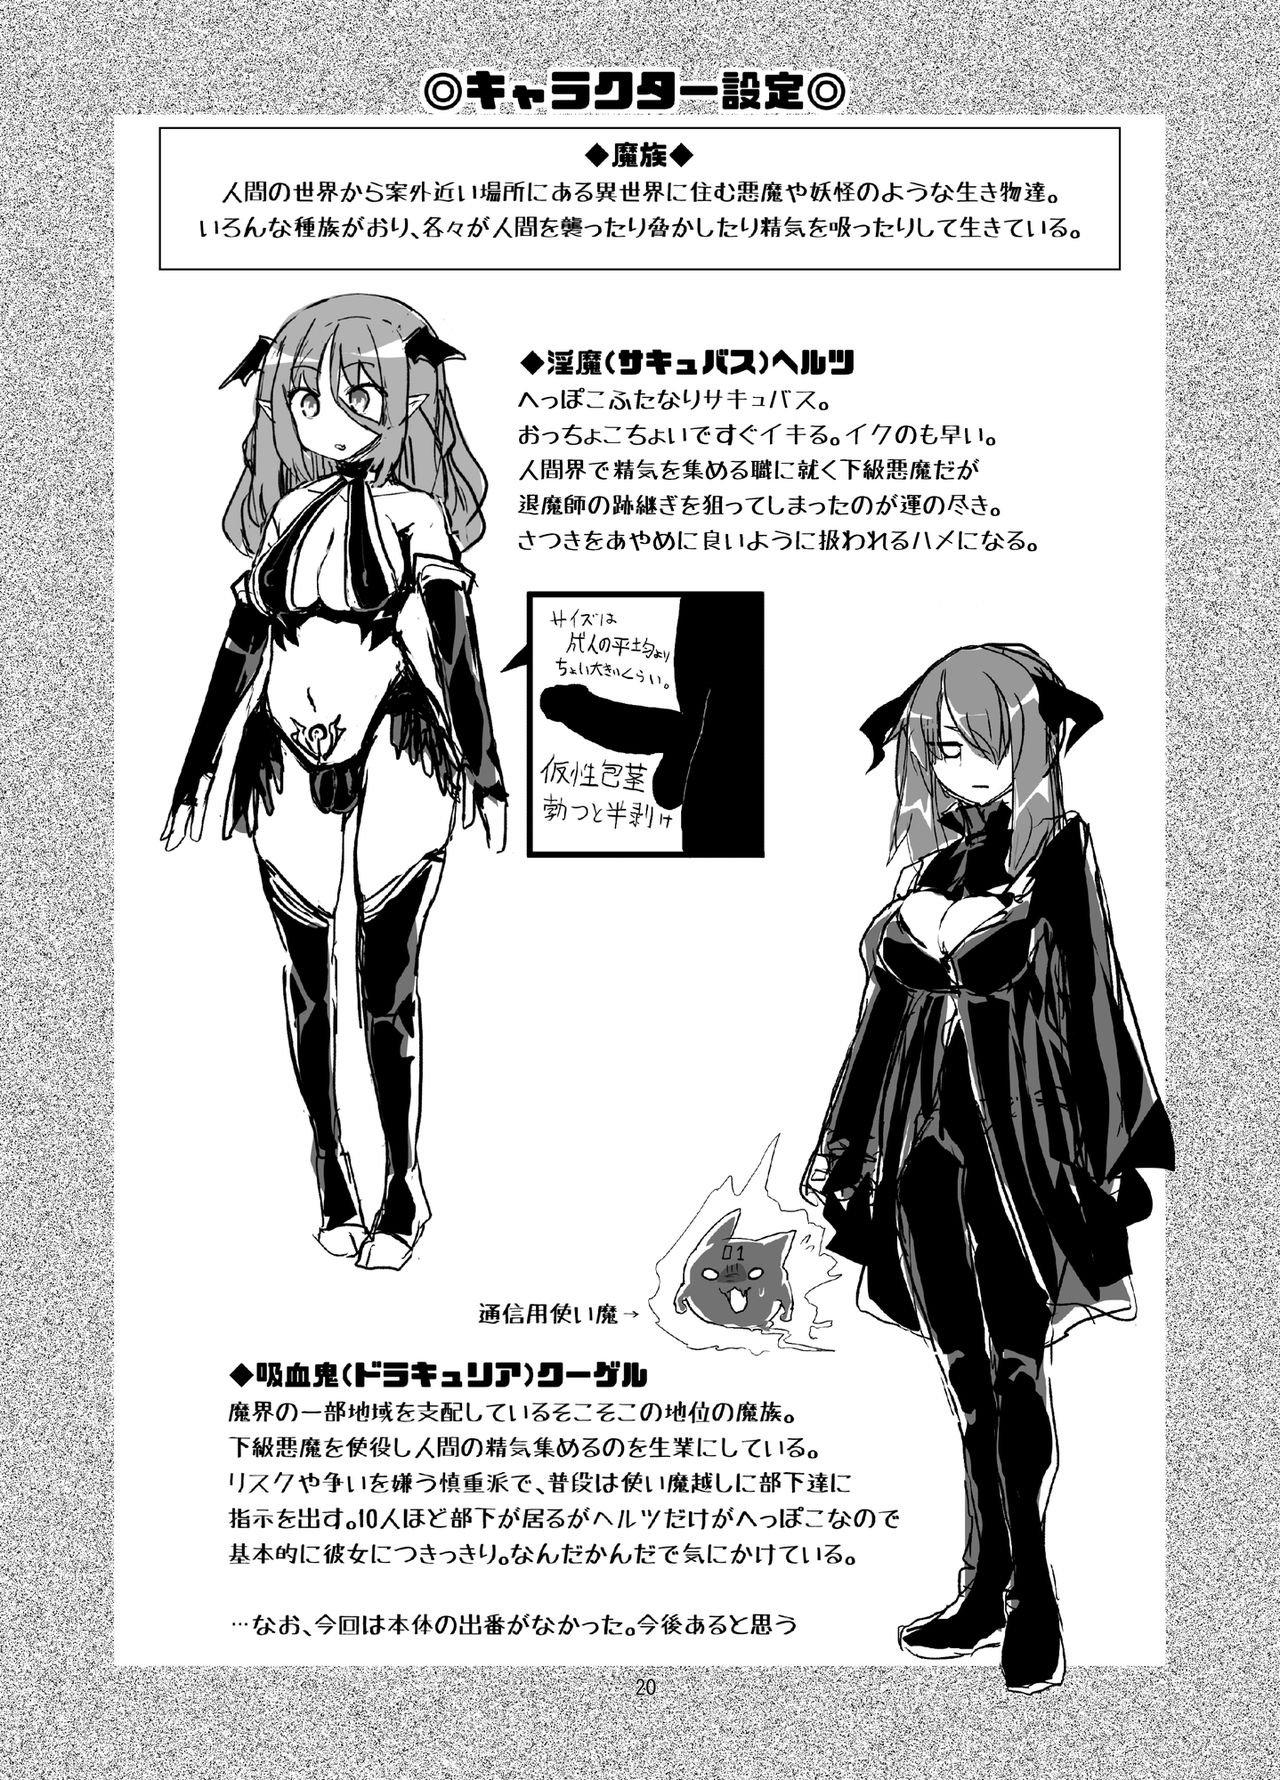 ◎キャラクター設定◎
◆魔族◆
人間の世界から案外近い場所にある異世界に住む悪魔や妖怪のような生き物達。
いろんな種族がおり、各々が人間を襲ったり脅かしたり精気を吸ったりして生きている。
◆淫魔(サキュバス)ヘルツ
へっぽこふたなりサキュバス。
おっちょこちょいですぐイキる。イクのも早い。
人間界で精気を集める職に就く下級悪魔だが
退魔師の跡継ぎを狙ってしまったのが運の尽き。
さつきをあやめに良いように扱われるハメになる。
サイズは
成人の平均より
ちょい大きいくらい。
仮性包茎
勃つと半剥け
01
通信用使い魔→
◆吸血鬼(ドラキュリア)クーゲル
魔界の一部地域を支配しているそこそこの地位の魔族。
下級悪魔を使役し人間の精気集めるのを生業にしている。
リスクや争いを嫌う慎重派で、普段は使い魔越しに部下達に
指示を出す。10人ほど部下が居るがヘルツだけがへっぽこなので
基本的に彼女につきっきり。なんだかんだで気にかけている。
…なお、今回は本体の出番がなかった。今後あると思う
20